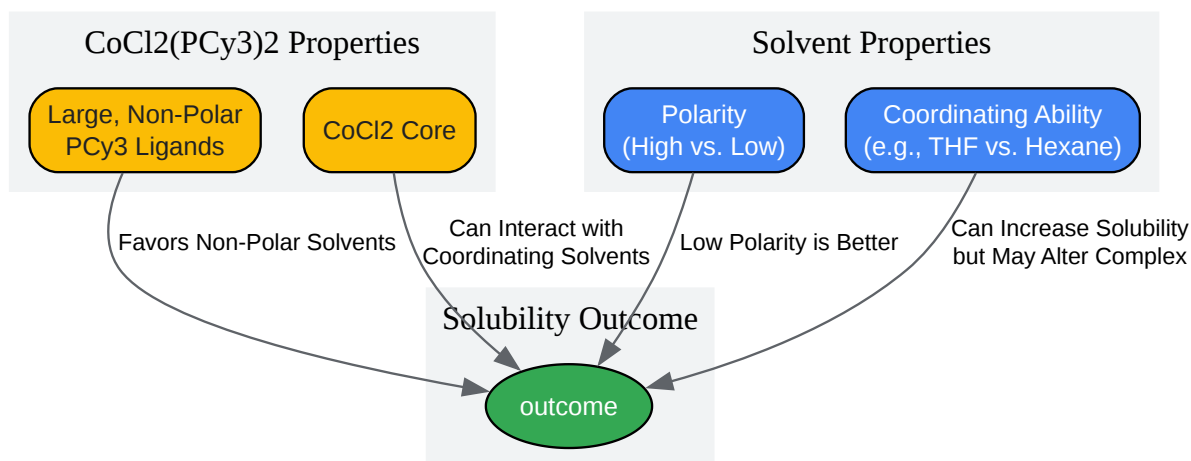 CoCl2(PCy3)2 Properties
Solvent Properties
Large, Non-Polar
PCy3 Ligands
CoCl2 Core
Polarity
(High vs. Low)
Coordinating Ability
(e.g., THF vs. Hexane)
Favors Non-Polar Solvents
Can Interact with
Coordinating Solvents
Low Polarity is Better
Can Increase Solubility
but May Alter Complex
Solubility Outcome
outcome